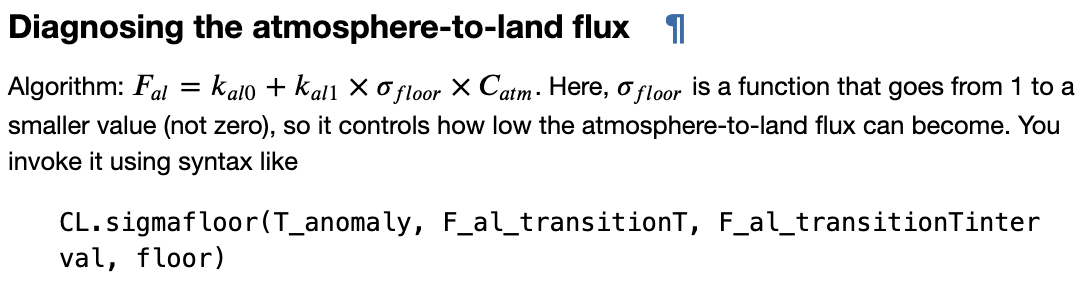 Diagnosing the atmosphere-to-land flux ¶
Algorithm: F_al = k_al0 + k_al1 × σ_floor × C_atm. Here, σ_floor is a function that goes from 1 to a
smaller value (not zero), so it controls how low the atmosphere-to-land flux can become. You
invoke it using syntax like
CL.sigmafloor(T_anomaly, F_al_transitionT, F_al_transitionTinter
val, floor)